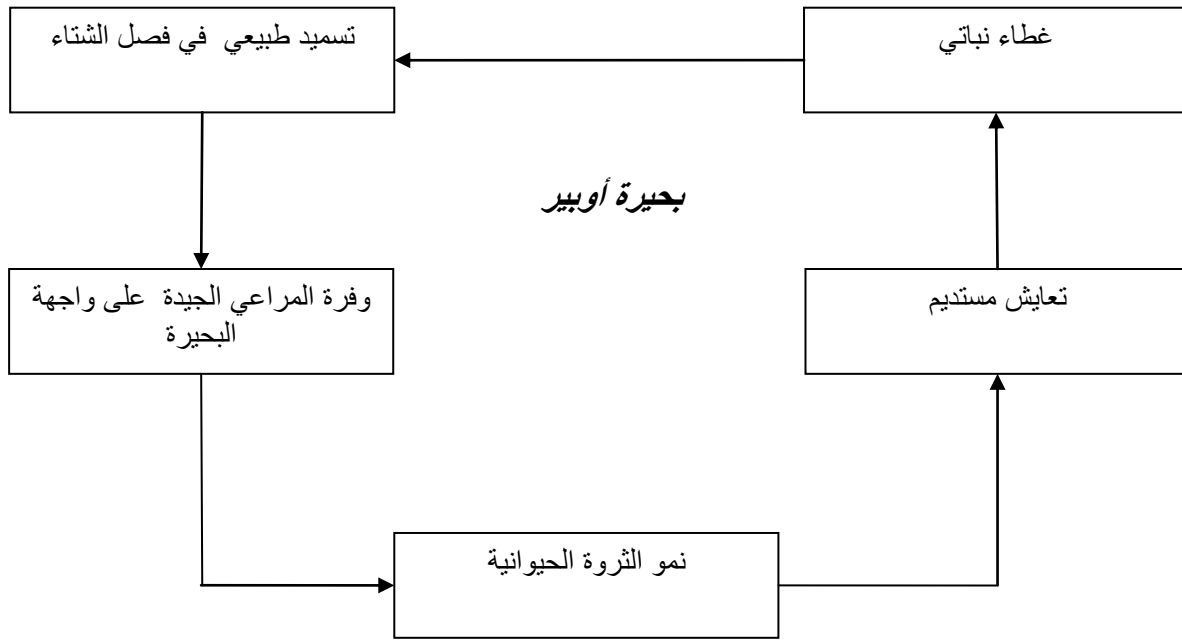 غطاء نباتي
تسميد طبيعي في فصل الشتاء
بحيرة أوبير
تعايش مستديم
وفرة المراعي الجيدة على واجهة
البحيرة
نمو الثروة الحيوانية